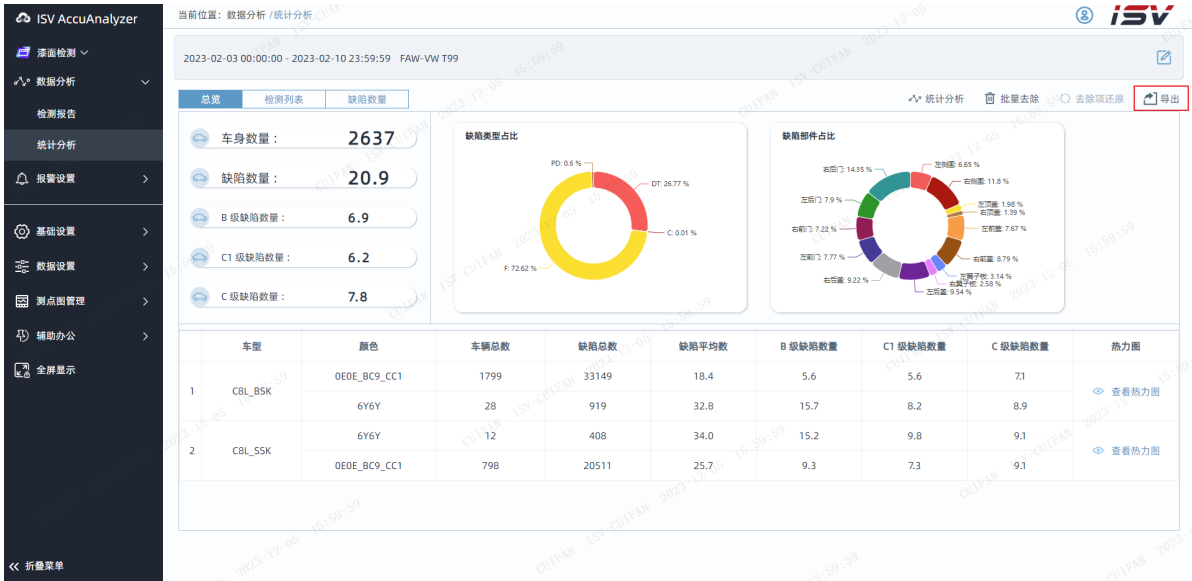 ISV AccuAnalyzer
漆面检测
数据分析
检测报告
统计分析
报警设置
基础设置
数据设置
测点图管理
辅助办公
全屏显示
折叠菜单
当前位置：数据分析 /统计分析
ISV
2023-02-03 00:00:00 - 2023-02-10 23:59:59 FAW-VW T99
总览 检测列表 缺陷数量
统计分析 批量去除 去除项还原 导出
车身数量： 2637
缺陷数量： 20.9
B 级缺陷数量： 6.9
C1 级缺陷数量： 6.2
C 级缺陷数量： 7.8
缺陷类型占比
PD: 0.6 %
DT: 26.77 %
C: 0.01 %
F: 72.62 %
缺陷部件占比
左侧围: 6.65 %
右侧围: 11.8 %
左顶盖: 1.98 %
右顶盖: 1.39 %
左前盖: 7.67 %
右前盖: 8.79 %
左翼子板: 3.14 %
右翼子板: 2.58 %
左后盖: 9.54 %
右后盖: 9.22 %
左前门: 7.77 %
右前门: 7.22 %
左后门: 7.9 %
右后门: 14.35 %
车型 颜色 车辆总数 缺陷总数 缺陷平均数 B 级缺陷数量 C1 级缺陷数量 C 级缺陷数量 热力图
1 C8L_BSK 0E0E_BC9_CC1 1799 33149 18.4 5.6 5.6 7.1 查看热力图
6Y6Y 28 919 32.8 15.7 8.2 8.9
2 C8L_SSK 6Y6Y 12 408 34.0 15.2 9.8 9.1 查看热力图
0E0E_BC9_CC1 798 20511 25.7 9.3 7.3 9.1
CUIFAN ISV-CUIFAN 2023-12-05 15:59:59